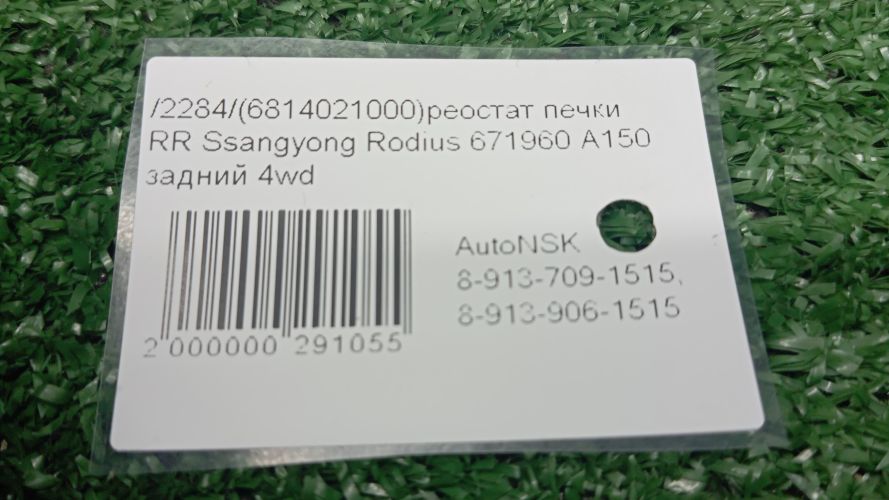 /2284/(6814021000)реостат печки
RR Ssangyong Rodius 671960 A150
задний 4wd
AutoNSK
8-913-709-1515,
8-913-906-1515
2 000000 291055